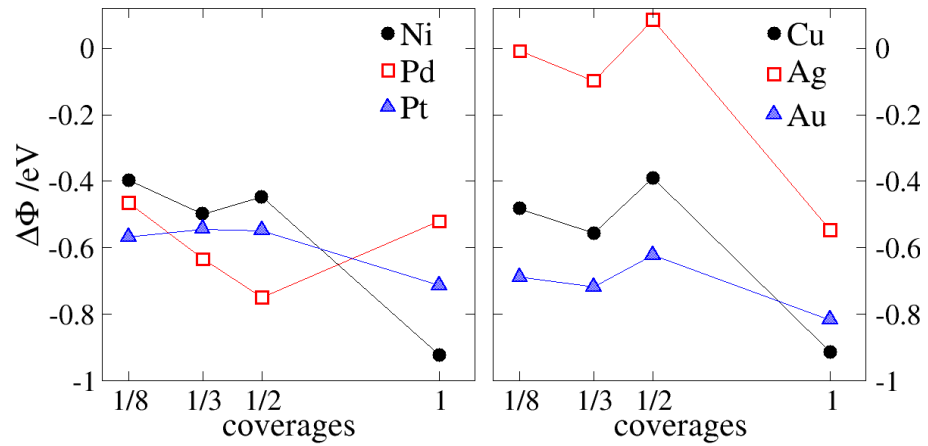 ΔΦ /eV
0
-0.2
-0.4
-0.6
-0.8
-1
Ni
Pd
Pt
1/8 1/3 1/2 1
coverages
Cu
Ag
Au
0
-0.2
-0.4
-0.6
-0.8
-1
1/8 1/3 1/2 1
coverages